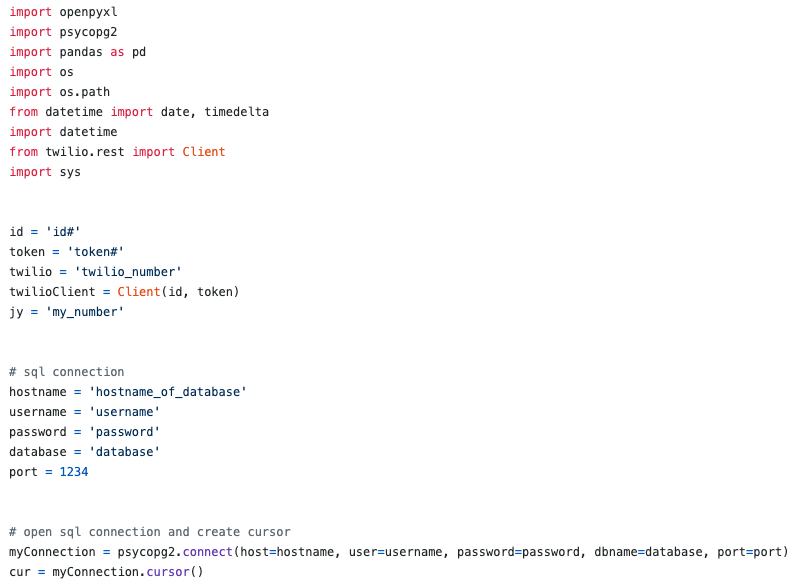 import openpyxl
import psycopg2
import pandas as pd
import os
import os.path
from datetime import date, timedelta
import datetime
from twilio.rest import Client
import sys
id = 'id#'
token = 'token#'
twilio = 'twilio_number'
twilioClient = Client(id, token)
jy = 'my_number'
# sql connection
hostname = 'hostname_of_database'
username = 'username'
password = 'password'
database = 'database'
port = 1234
# open sql connection and create cursor
myConnection = psycopg2.connect(host=hostname, user=username, password=password, dbname=database, port=port)
cur = myConnection.cursor()